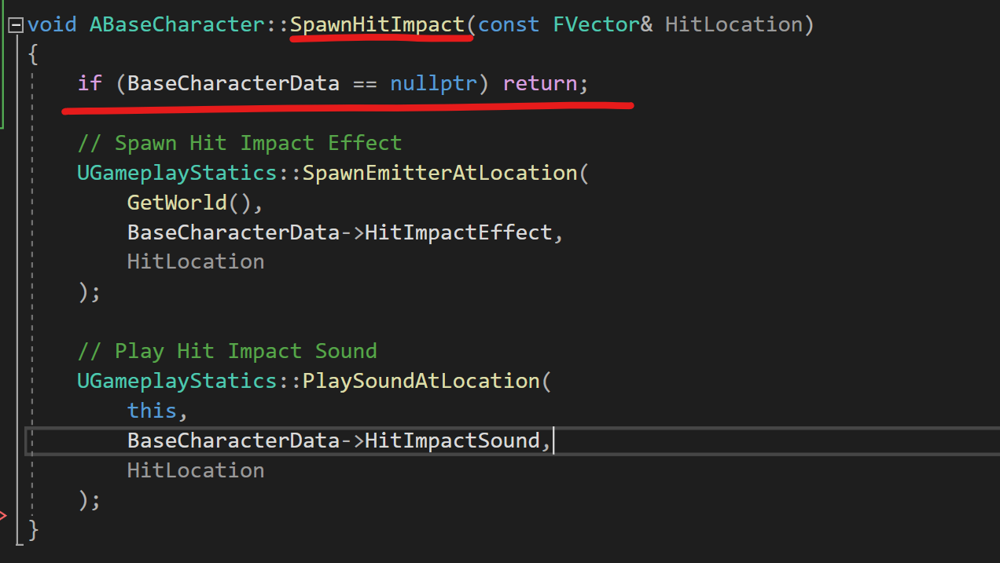 void ABaseCharacter::SpawnHitImpact(const FVector& HitLocation)
{
    if (BaseCharacterData == nullptr) return;

    // Spawn Hit Impact Effect
    UGameplayStatics::SpawnEmitterAtLocation(
        GetWorld(),
        BaseCharacterData->HitImpactEffect,
        HitLocation
    );

    // Play Hit Impact Sound
    UGameplayStatics::PlaySoundAtLocation(
        this,
        BaseCharacterData->HitImpactSound,
        HitLocation
    );
}